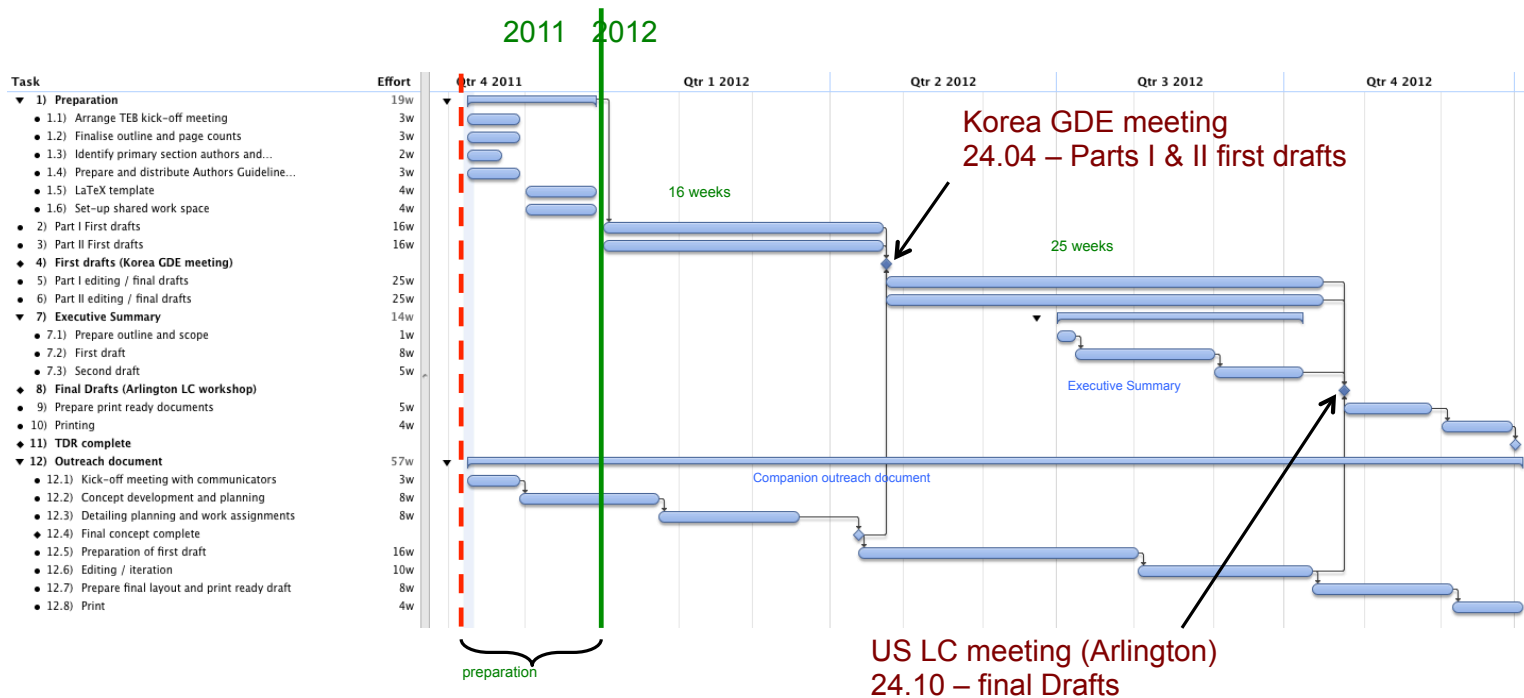 2011 2012
Task Effort Qtr 4 2011 Qtr 1 2012 Qtr 2 2012 Qtr 3 2012 Qtr 4 2012
1) Preparation 19w
1.1) Arrange TEB kick-off meeting 3w
1.2) Finalise outline and page counts 3w
1.3) Identify primary section authors and... 2w
1.4) Prepare and distribute Authors Guideline... 3w
1.5) LaTeX template 4w
1.6) Set-up shared work space 4w
2) Part I First drafts 16w
3) Part II First drafts 16w
4) First drafts (Korea GDE meeting)
5) Part I editing / final drafts 25w
6) Part II editing / final drafts 25w
7) Executive Summary 14w
7.1) Prepare outline and scope 1w
7.2) First draft 8w
7.3) Second draft 5w
8) Final Drafts (Arlington LC workshop)
9) Prepare print ready documents 5w
10) Printing 4w
11) TDR complete
12) Outreach document 57w
12.1) Kick-off meeting with communicators 3w
12.2) Concept development and planning 8w
12.3) Detailing planning and work assignments 8w
12.4) Final concept complete
12.5) Preparation of first draft 16w
12.6) Editing / iteration 10w
12.7) Prepare final layout and print ready draft 8w
12.8) Print 4w
Korea GDE meeting
24.04 – Parts I & II first drafts
16 weeks
25 weeks
Executive Summary
Companion outreach document
preparation
US LC meeting (Arlington)
24.10 – final Drafts